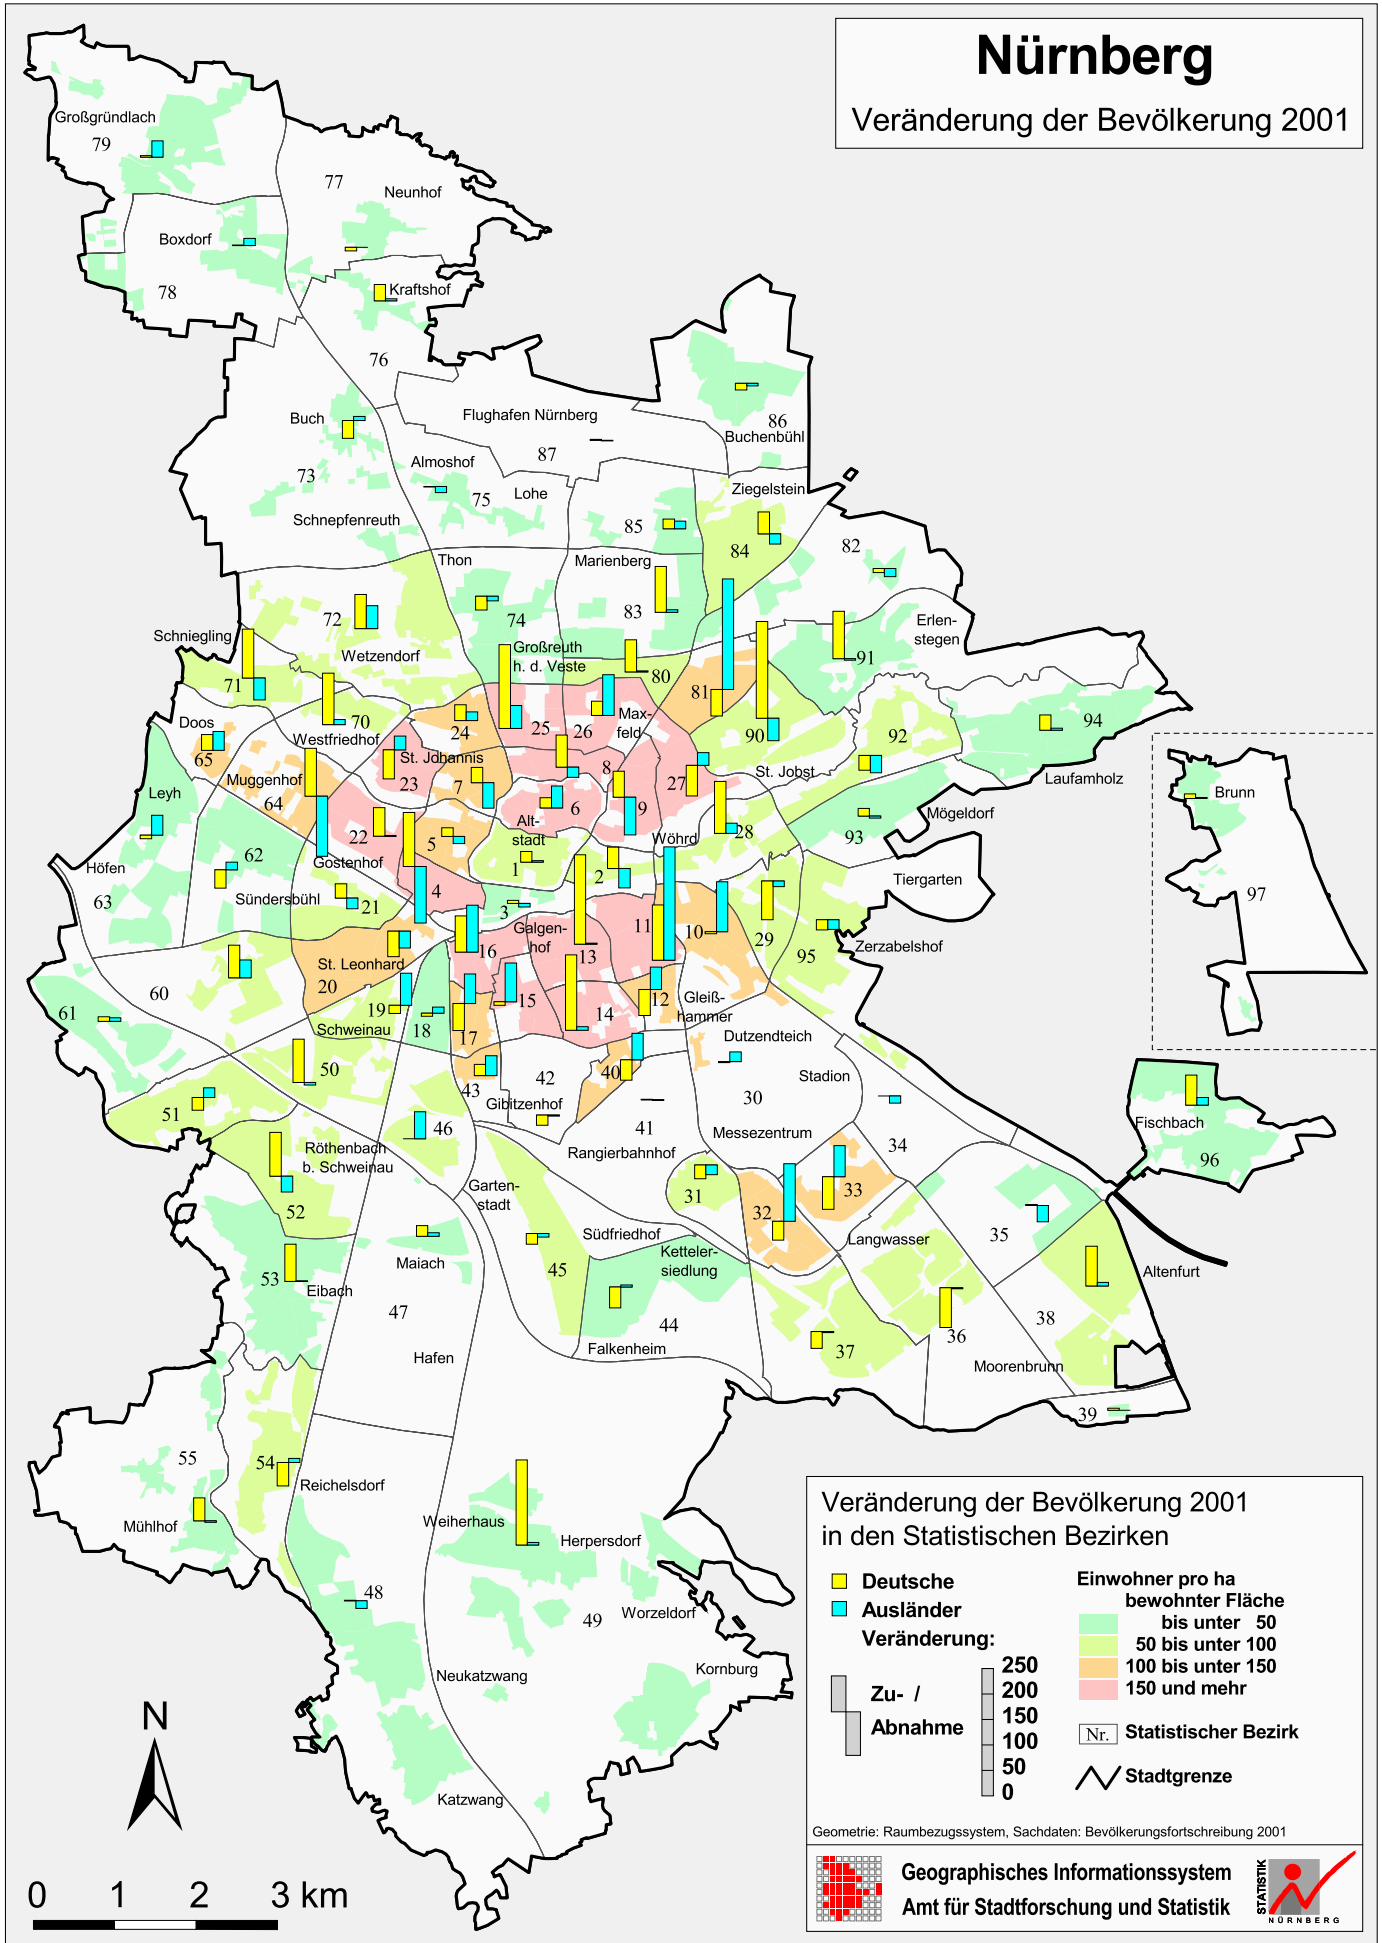 Nürnberg
Veränderung der Bevölkerung 2001
Großgründlach
79
77
Neunhof
Boxdorf
78
Kraftshof
76
Buch
Flughafen Nürnberg
87
86
Buchenbühl
Almoshof
73
75
Lohe
Ziegelstein
Schnepfenreuth
85
84
82
Thon
Marienberg
72
74
83
Erlen-
stegen
Schniegling
Wetzendorf
Großreuth
h. d. Veste
91
71
80
81
70
Doos
Westfriedhof
24
25
26
Max-
feld
90
92
94
65
St. Johannis
Muggenhof
23
7
8
27
St. Jobst
Laufamholz
Leyh
64
6
9
Brunn
22
5
Alt-
stadt
Wöhrd
28
93
Mögeldorf
Höfen
62
Gostenhof
1
2
Tiergarten
63
Sündersbühl
21
4
3
97
Galgen-
hof
11
10
29
Zerzabelshof
16
13
95
St. Leonhard
60
20
61
19
18
15
14
12
Gleiß-
hammer
Schweinau
17
Dutzendteich
50
43
42
40
Stadion
51
46
Gibitzenhof
30
41
34
Fischbach
Röthenbach
b. Schweinau
Rangierbahnhof
Messezentrum
96
Garten-
stadt
31
33
52
32
35
Südfriedhof
Langwasser
Maiach
Ketteler-
siedlung
53
Eibach
45
Altenfurt
47
44
38
Hafen
Falkenheim
37
36
Moorenbrunn
39
55
54
Reichelsdorf
Mühlhof
Weiherhaus
Herpersdorf
48
49
Worzeldorf
Neukatzwang
Kornburg
Katzwang
N
0 1 2 3 km
Veränderung der Bevölkerung 2001
in den Statistischen Bezirken
Deutsche
Ausländer
Veränderung:
Zu- /
Abnahme
250
200
150
100
50
0
Einwohner pro ha
bewohnter Fläche
bis unter 50
50 bis unter 100
100 bis unter 150
150 und mehr
Nr. Statistischer Bezirk
Stadtgrenze
Geometrie: Raumbezugssystem, Sachdaten: Bevölkerungsfortschreibung 2001
Geographisches Informationssystem
Amt für Stadtforschung und Statistik
STATISTIK
NÜRNBERG